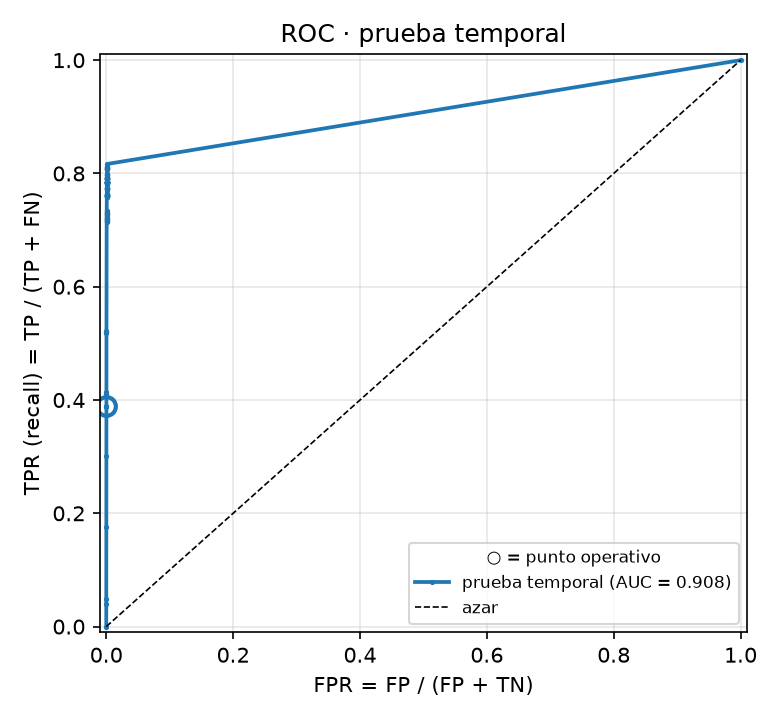 ROC · prueba temporal
TPR (recall) = TP / (TP + FN)
1.0
0.8
0.6
0.4
0.2
0.0
0.0 0.2 0.4 0.6 0.8 1.0
FPR = FP / (FP + TN)
○ = punto operativo
prueba temporal (AUC = 0.908)
azar